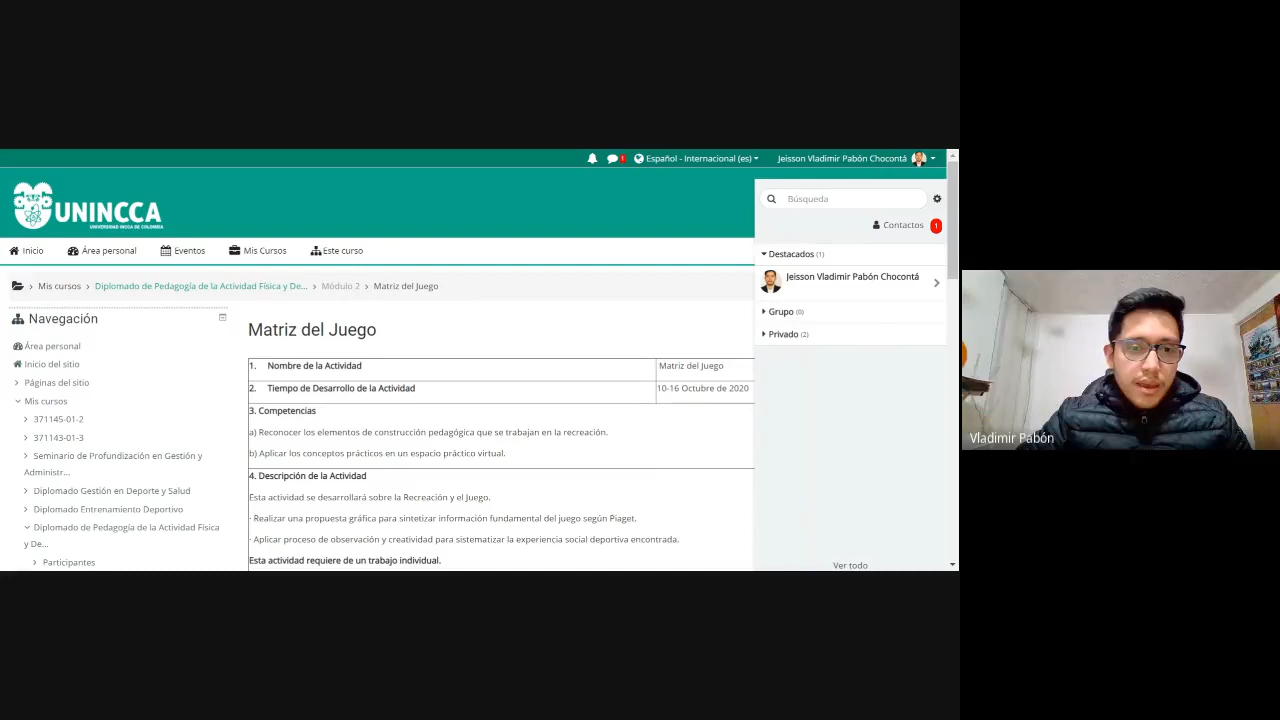 Español - Internacional (es)
Jeisson Vladimir Pabón Chocontá
UNINCCA
UNIVERSIDAD INCCA DE COLOMBIA
Búsqueda
Contactos 1
Inicio
Área personal
Eventos
Mis Cursos
Este curso
Destacados (1)
Jeisson Vladimir Pabón Chocontá
Grupo (0)
Privado (2)
Ver todo
Mis cursos › Diplomado de Pedagogía de la Actividad Física y De... › Módulo 2 › Matriz del Juego
Navegación
Área personal
Inicio del sitio
Páginas del sitio
Mis cursos
371145-01-2
371143-01-3
Seminario de Profundización en Gestión y
Administr...
Diplomado Gestión en Deporte y Salud
Diplomado Entrenamiento Deportivo
Diplomado de Pedagogía de la Actividad Física
y De...
Participantes
Matriz del Juego
1. Nombre de la Actividad Matriz del Juego
2. Tiempo de Desarrollo de la Actividad 10-16 Octubre de 2020
3. Competencias
a) Reconocer los elementos de construcción pedagógica que se trabajan en la recreación.
b) Aplicar los conceptos prácticos en un espacio práctico virtual.
4. Descripción de la Actividad
Esta actividad se desarrollará sobre la Recreación y el Juego.
· Realizar una propuesta gráfica para sintetizar información fundamental del juego según Piaget.
· Aplicar proceso de observación y creatividad para sistematizar la experiencia social deportiva encontrada.
Esta actividad requiere de un trabajo individual.
Vladimir Pabón